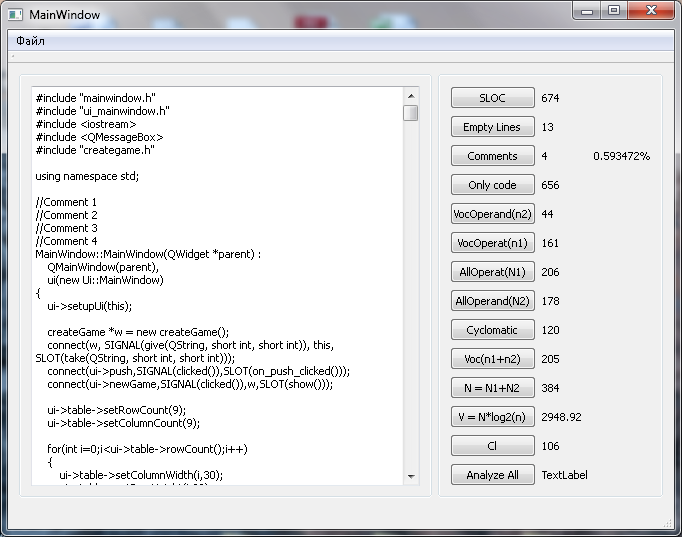 MainWindow
Файл
#include "mainwindow.h"
#include "ui_mainwindow.h"
#include <iostream>
#include <QMessageBox>
#include "creategame.h"
using namespace std;
//Comment 1
//Comment 2
//Comment 3
//Comment 4
MainWindow::MainWindow(QWidget *parent) :
QMainWindow(parent),
ui(new Ui::MainWindow)
{
ui->setupUi(this);
createGame *w = new createGame();
connect(w, SIGNAL(give(QString, short int, short int)), this,
SLOT(take(QString, short int, short int)));
connect(ui->push,SIGNAL(clicked()),SLOT(on_push_clicked()));
connect(ui->newGame,SIGNAL(clicked()),w,SLOT(show()));
ui->table->setRowCount(9);
ui->table->setColumnCount(9);
for(int i=0;i<ui->table->rowCount();i++)
{
ui->table->setColumnWidth(i,30);
SLOC 674
Empty Lines 13
Comments 4 0.593472%
Only code 656
VocOperand(n2) 44
VocOperat(n1) 161
AllOperat(N1) 206
AllOperand(N2) 178
Cyclomatic 120
Voc(n1+n2) 205
N = N1+N2 384
V = N*log2(n) 2948.92
Cl 106
Analyze All TextLabel